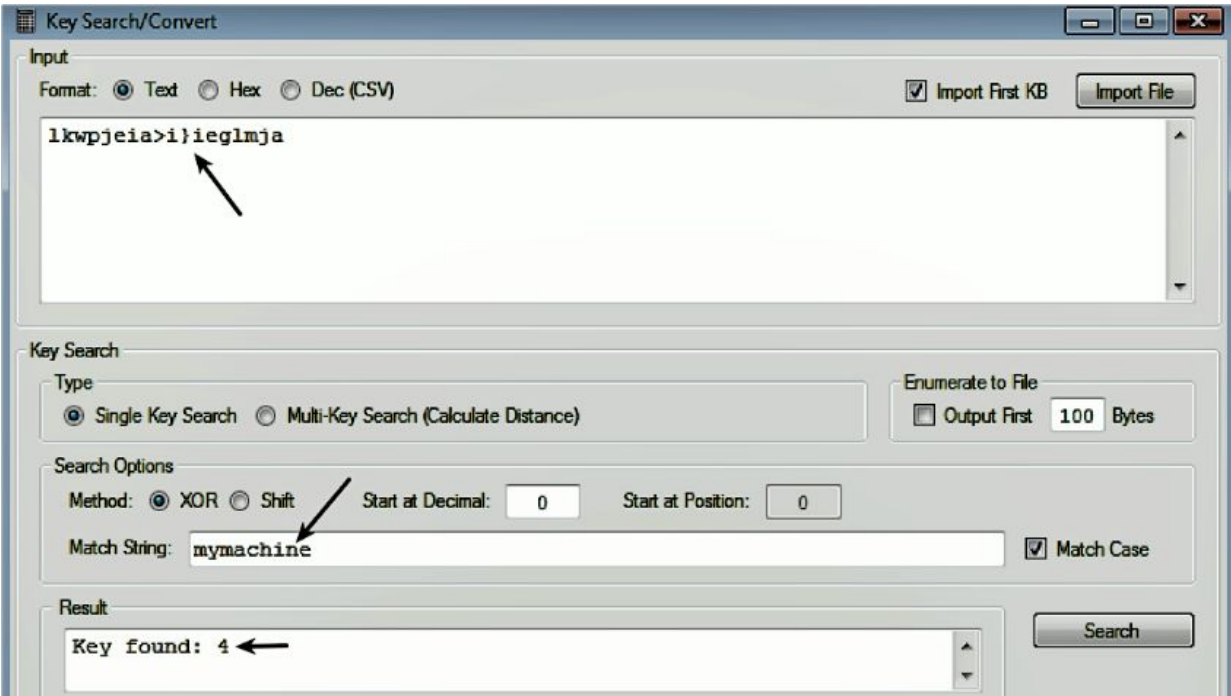 Key Search/Convert
Input
Format: Text Hex Dec (CSV) Import First KB Import File
lkwpjeia>i}ieglmja
Key Search
Type
Single Key Search Multi-Key Search (Calculate Distance)
Enumerate to File
Output First 100 Bytes
Search Options
Method: XOR Shift Start at Decimal: 0 Start at Position: 0
Match String: mymachine Match Case
Result
Key found: 4
Search